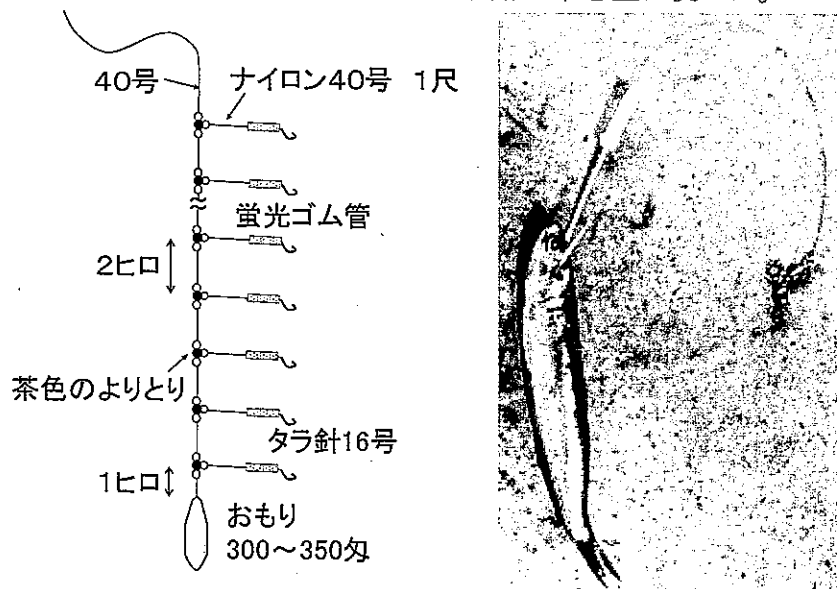 40号
ナイロン40号 1尺
蛍光ゴム管
2ヒロ
茶色のよりとり
タラ針16号
1ヒロ
おもり
300～350匁